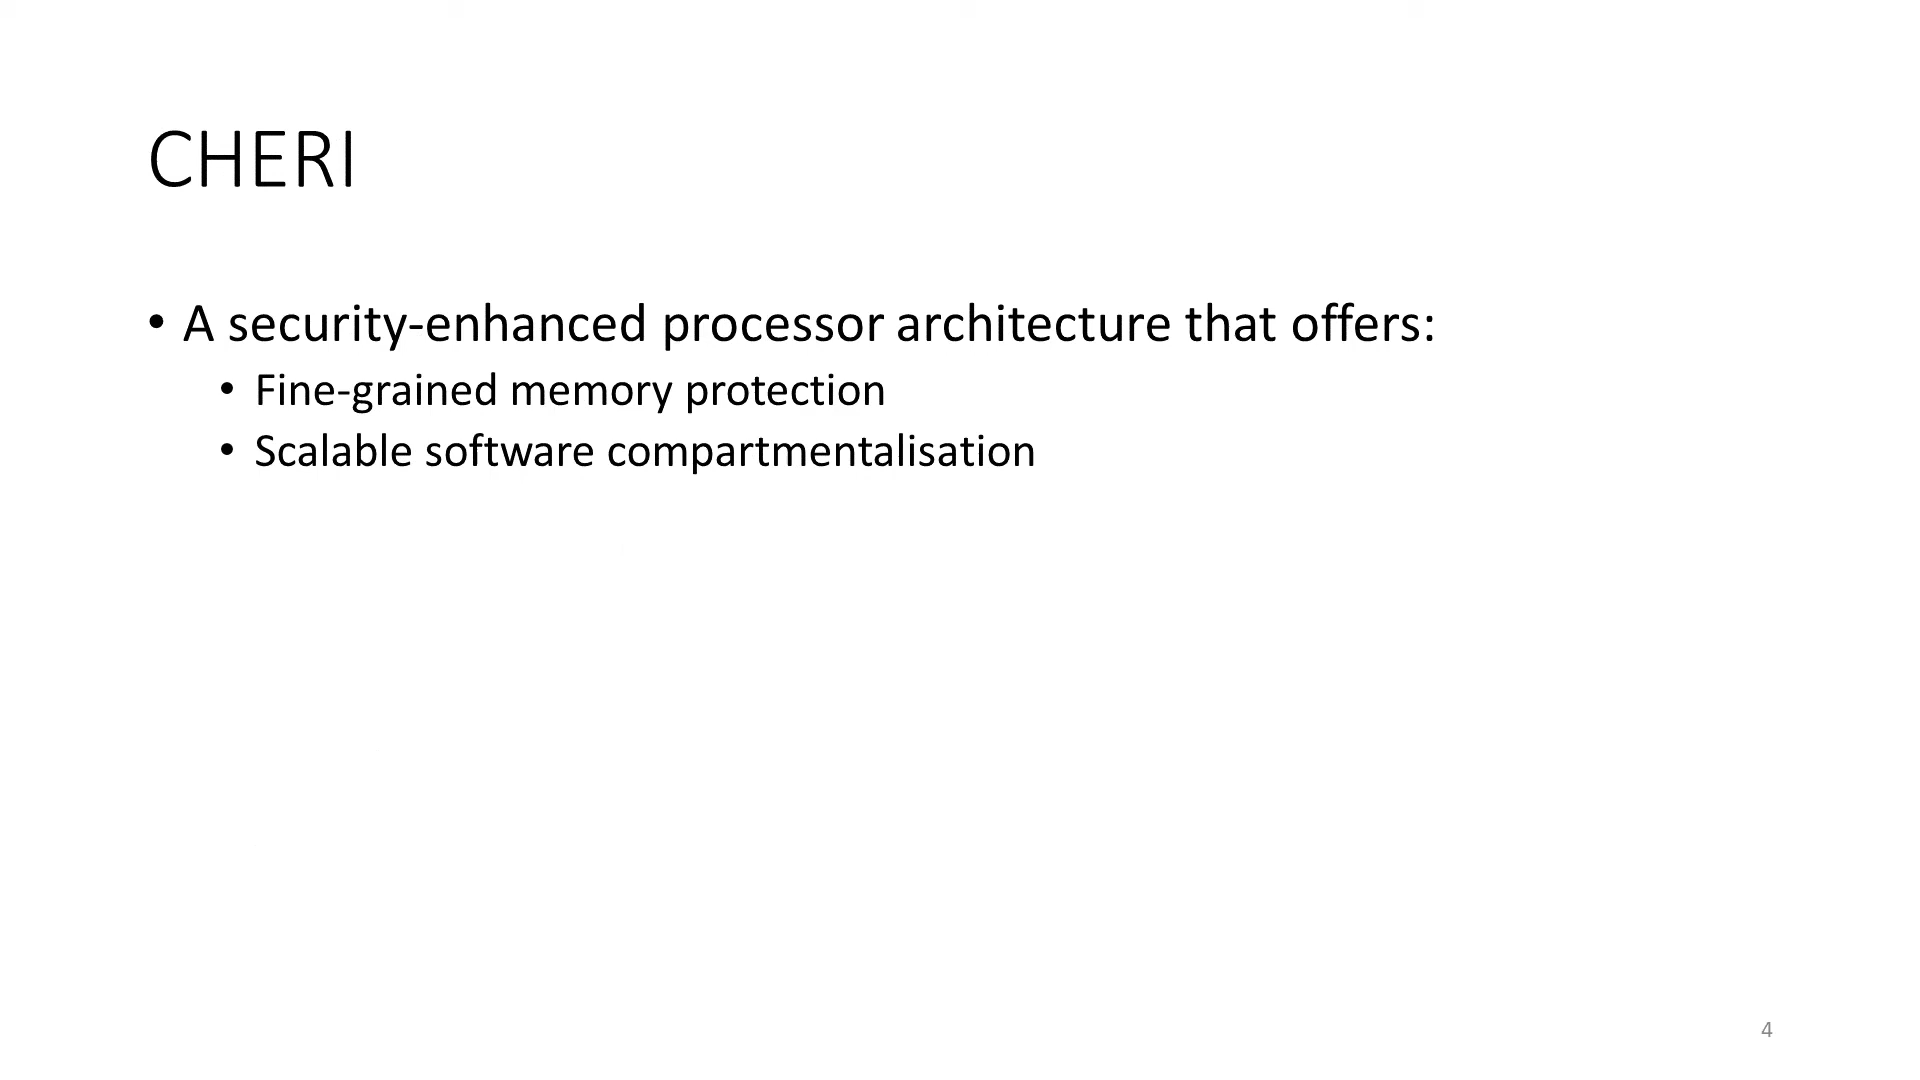 CHERI
• A security-enhanced processor architecture that offers:
• Fine-grained memory protection
• Scalable software compartmentalisation
4